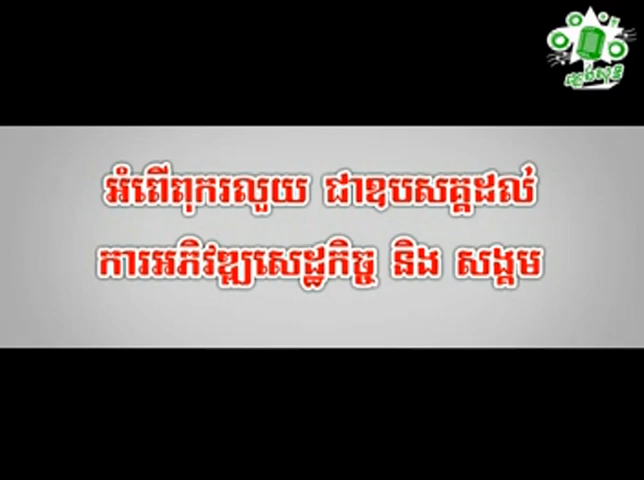 អំពើពុករលួយ ជាឧបសគ្គដល់
ការអភិវឌ្ឍសេដ្ឋកិច្ច និង សង្គម